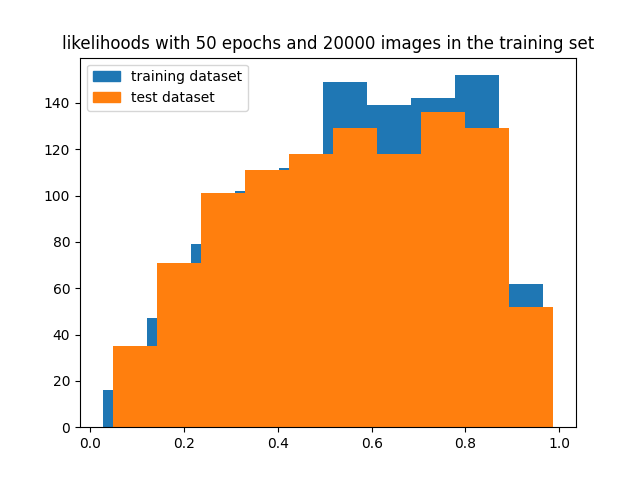 likelihoods with 50 epochs and 20000 images in the training set
training dataset
test dataset
140
120
100
80
60
40
20
0
0.0 0.2 0.4 0.6 0.8 1.0